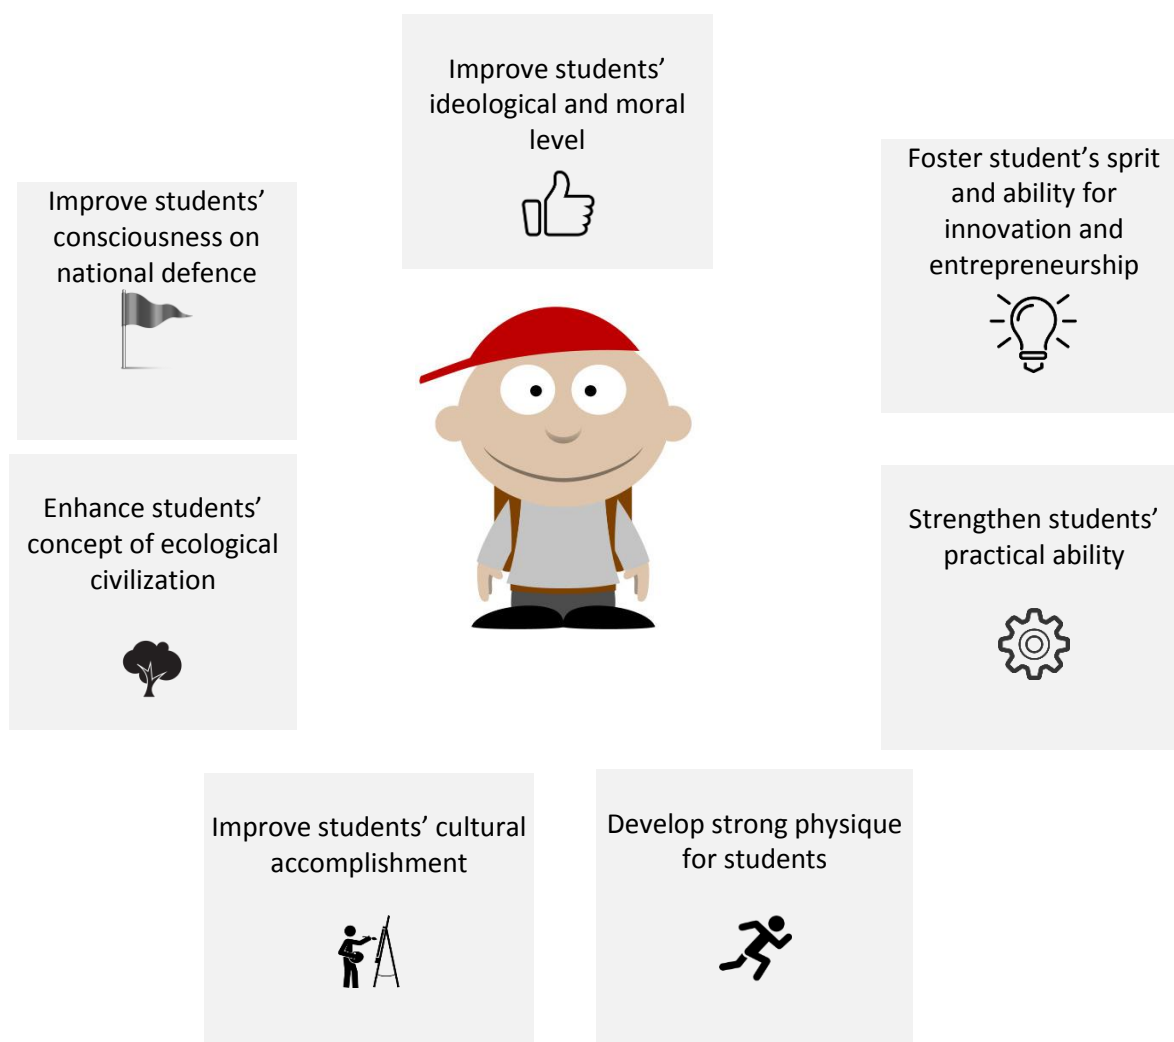 Improve students’
ideological and moral
level
Foster student’s sprit
and ability for
innovation and
entrepreneurship
Improve students’
consciousness on
national defence
Enhance students’
concept of ecological
civilization
Strengthen students’
practical ability
Improve students’ cultural
accomplishment
Develop strong physique
for students